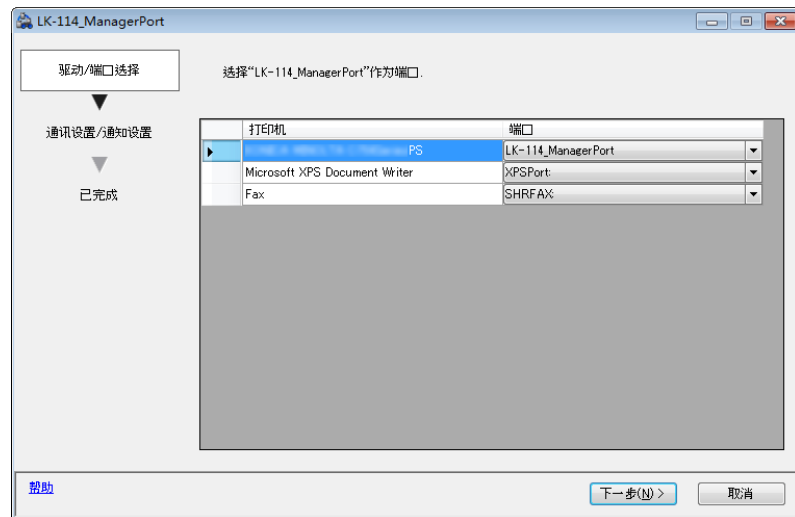 LK-114_ManagerPort
驱动/端口选择
通讯设置/通知设置
已完成
选择“LK-114_ManagerPort”作为端口.
打印机 端口
PS LK-114_ManagerPort
Microsoft XPS Document Writer XPSPort:
Fax SHRFAX:
帮助
下一步(N) >
取消